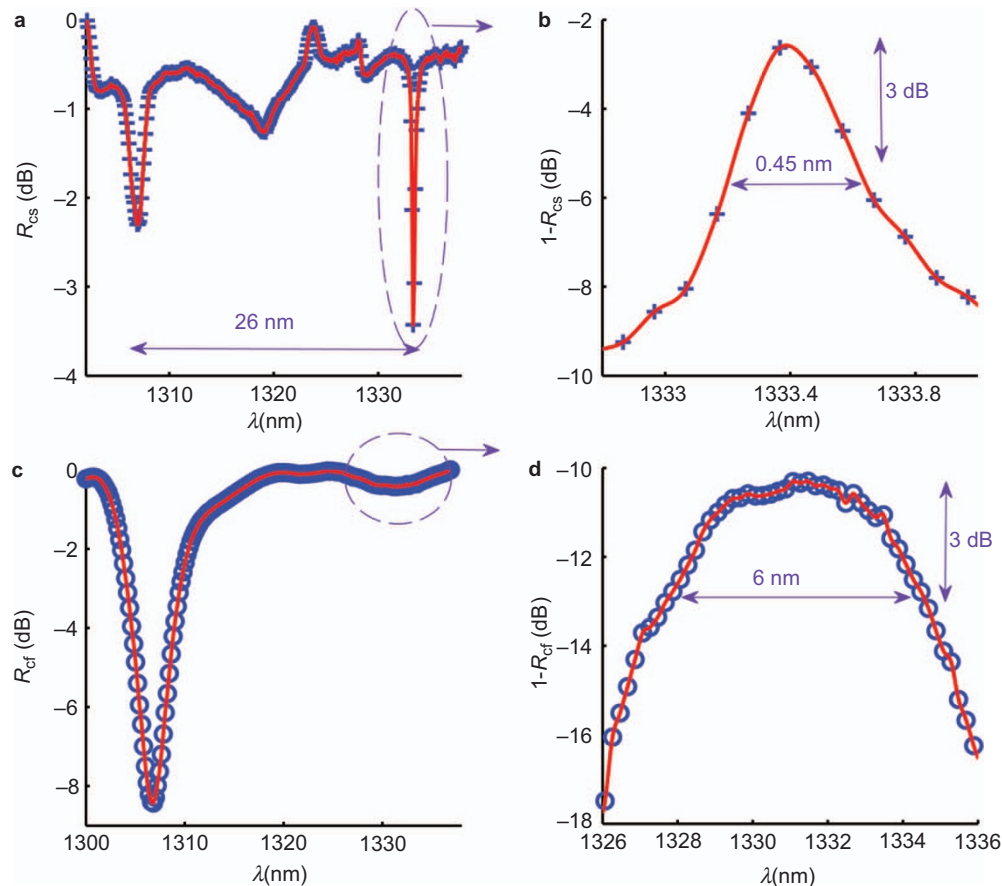 a
0
–1
–2
–3
–4
R_cs (dB)
26 nm
1310
1320
1330
λ(nm)
b
–2
–4
–6
–8
–10
1-R_cs (dB)
3 dB
0.45 nm
1333
1333.4
1333.8
λ(nm)
c
0
–2
–4
–6
–8
R_cf (dB)
1300
1310
1320
1330
λ(nm)
d
–10
–12
–14
–16
–18
1-R_cf (dB)
3 dB
6 nm
1326
1328
1330
1332
1334
1336
λ(nm)